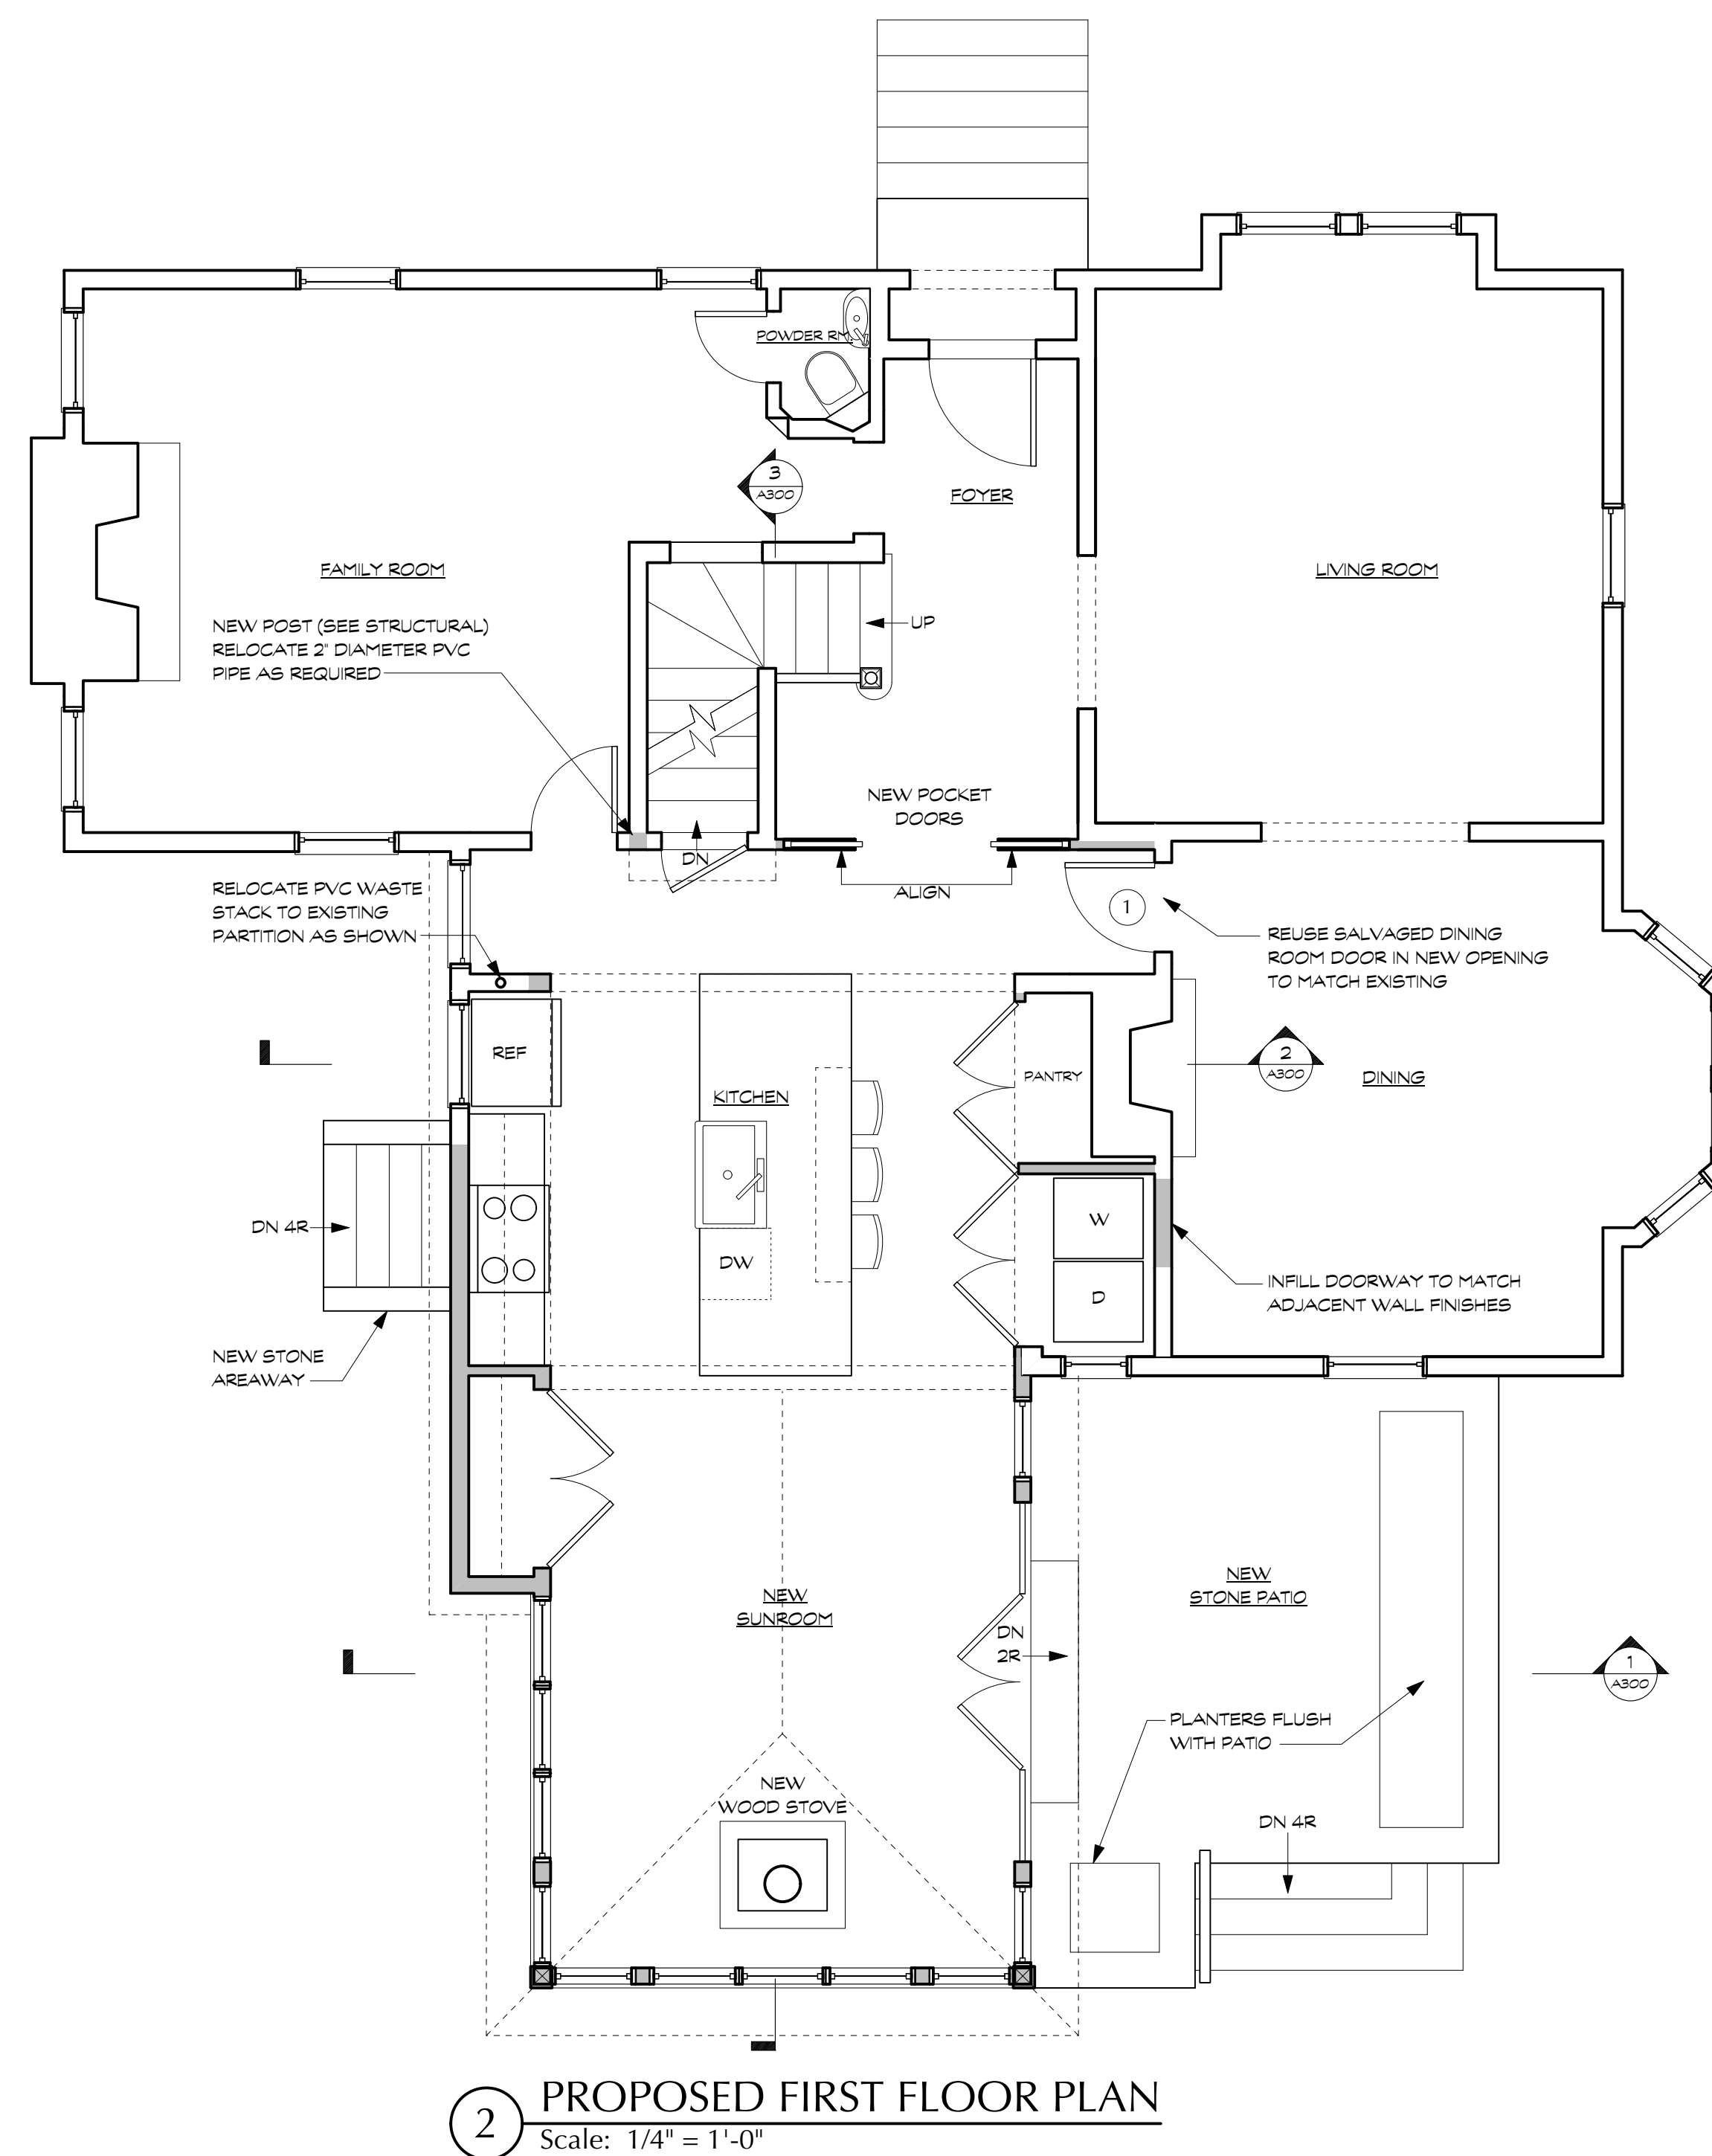 POWDER RM.
3
A300
FOYER
FAMILY ROOM
LIVING ROOM
NEW POST (SEE STRUCTURAL)
RELOCATE 2" DIAMETER PVC
PIPE AS REQUIRED
UP
NEW POCKET
DOORS
DN
ALIGN
RELOCATE PVC WASTE
STACK TO EXISTING
PARTITION AS SHOWN
1
REUSE SALVAGED DINING
ROOM DOOR IN NEW OPENING
TO MATCH EXISTING
REF
KITCHEN
PANTRY
2
A300
DINING
DN 4R
DW
W
D
INFILL DOORWAY TO MATCH
ADJACENT WALL FINISHES
NEW STONE
AREAWAY
NEW
SUNROOM
DN
2R
NEW
STONE PATIO
1
A300
PLANTERS FLUSH
WITH PATIO
NEW
WOOD STOVE
DN 4R
2
PROPOSED FIRST FLOOR PLAN
Scale: 1/4" = 1'-0"